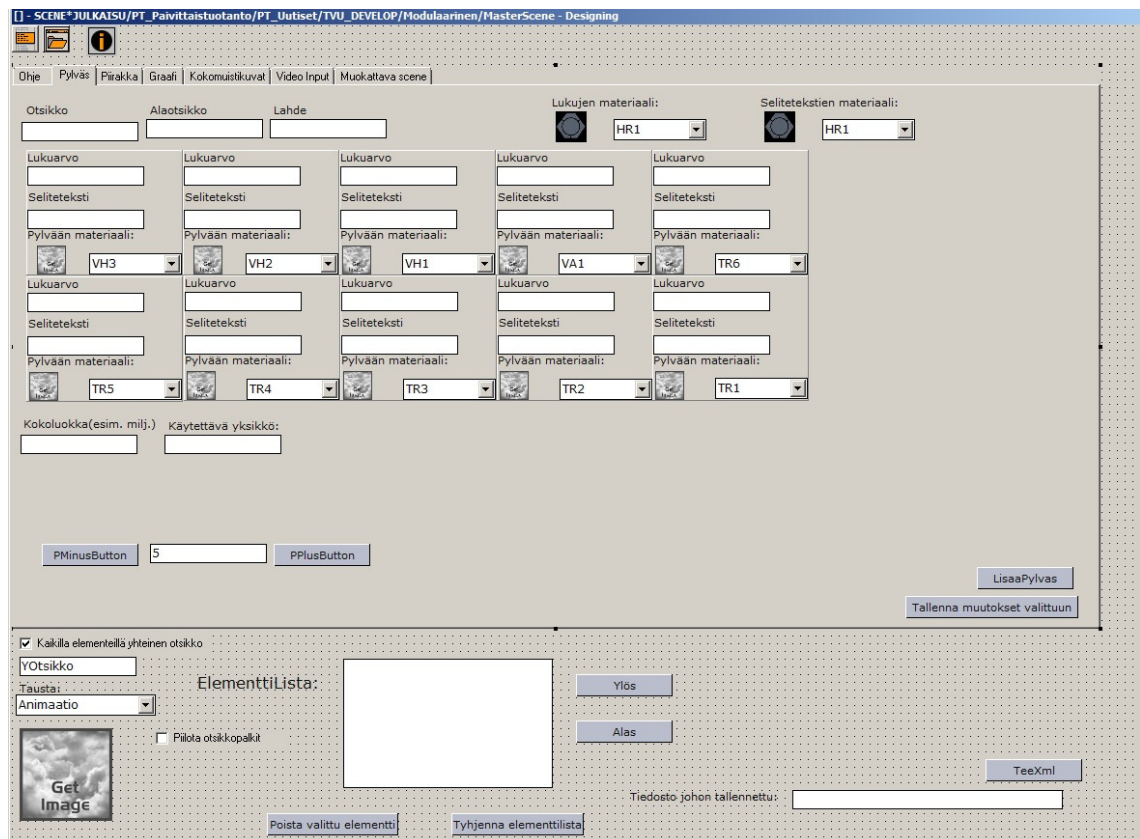 [] - SCENE*JULKAISU/PT_Paivittaistuotanto/PT_Uutiset/TVU_DEVELOP/Modulaarinen/MasterScene - Designing
Ohje Pylväs Piirakka Graafi Kokomuistikuvat Video Input Muokattava scene
Otsikko Alaotsikko Lahde Lukujen materiaali: Selitetekstien materiaali:
HR1 HR1
Lukuarvo Lukuarvo Lukuarvo Lukuarvo Lukuarvo
Seliteteksti Seliteteksti Seliteteksti Seliteteksti Seliteteksti
Pylvään materiaali: Pylvään materiaali: Pylvään materiaali: Pylvään materiaali: Pylvään materiaali:
VH3 VH2 VH1 VA1 TR6
Lukuarvo Lukuarvo Lukuarvo Lukuarvo Lukuarvo
Seliteteksti Seliteteksti Seliteteksti Seliteteksti Seliteteksti
Pylvään materiaali: Pylvään materiaali: Pylvään materiaali: Pylvään materiaali: Pylvään materiaali:
TR5 TR4 TR3 TR2 TR1
Kokoluokka(esim. milj.) Käytettävä yksikkö:
PMinusButton 5 PPlusButton
LisaaPylvas
Tallenna muutokset valittuun
Kaikilla elementeillä yhteinen otsikko
YOtsikko
Tausta:
Animaatio
ElementtiLista:
Ylös
Alas
Piilota otsikkopalkit
Get
Image
TeeXml
Tiedosto johon tallennettu:
Poista valittu elementti Tyhjenna elementtilista